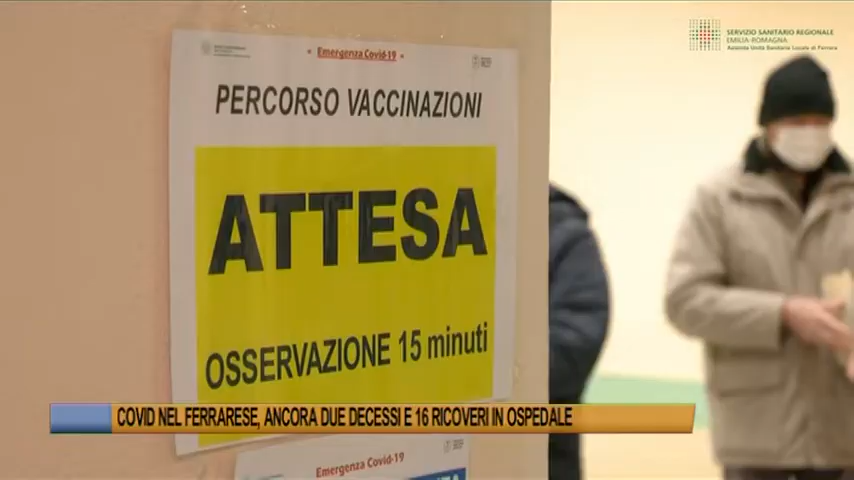 SERVIZIO SANITARIO REGIONALE
EMILIA-ROMAGNA
Azienda Unità Sanitaria Locale di Ferrara
Emergenza Covid-19
PERCORSO VACCINAZIONI
ATTESA
OSSERVAZIONE 15 minuti
COVID NEL FERRARESE, ANCORA DUE DECESSI E 16 RICOVERI IN OSPEDALE
Emergenza Covid-19